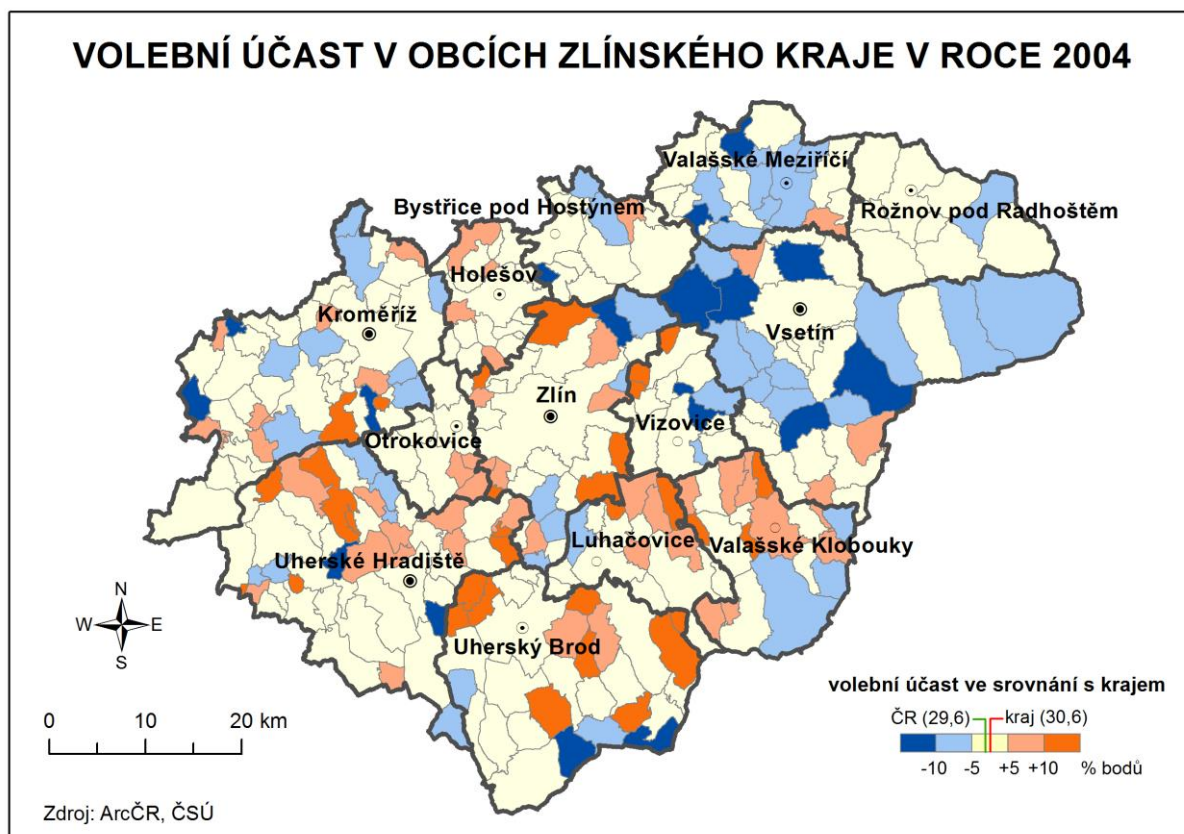 VOLEBNÍ ÚČAST V OBCÍCH ZLÍNSKÉHO KRAJE V ROCE 2004
Valašské Meziříčí
Bystřice pod Hostýnem
Rožnov pod Radhoštěm
Holešov
Kroměříž
Vsetín
Zlín
Vizovice
Otrokovice
Luhačovice
Valašské Klobouky
Uherské Hradiště
Uherský Brod
N
W E
S
volební účast ve srovnání s krajem
ČR (29,6) kraj (30,6)
-10 -5 +5 +10 % bodů
0 10 20 km
Zdroj: ArcČR, ČSÚ